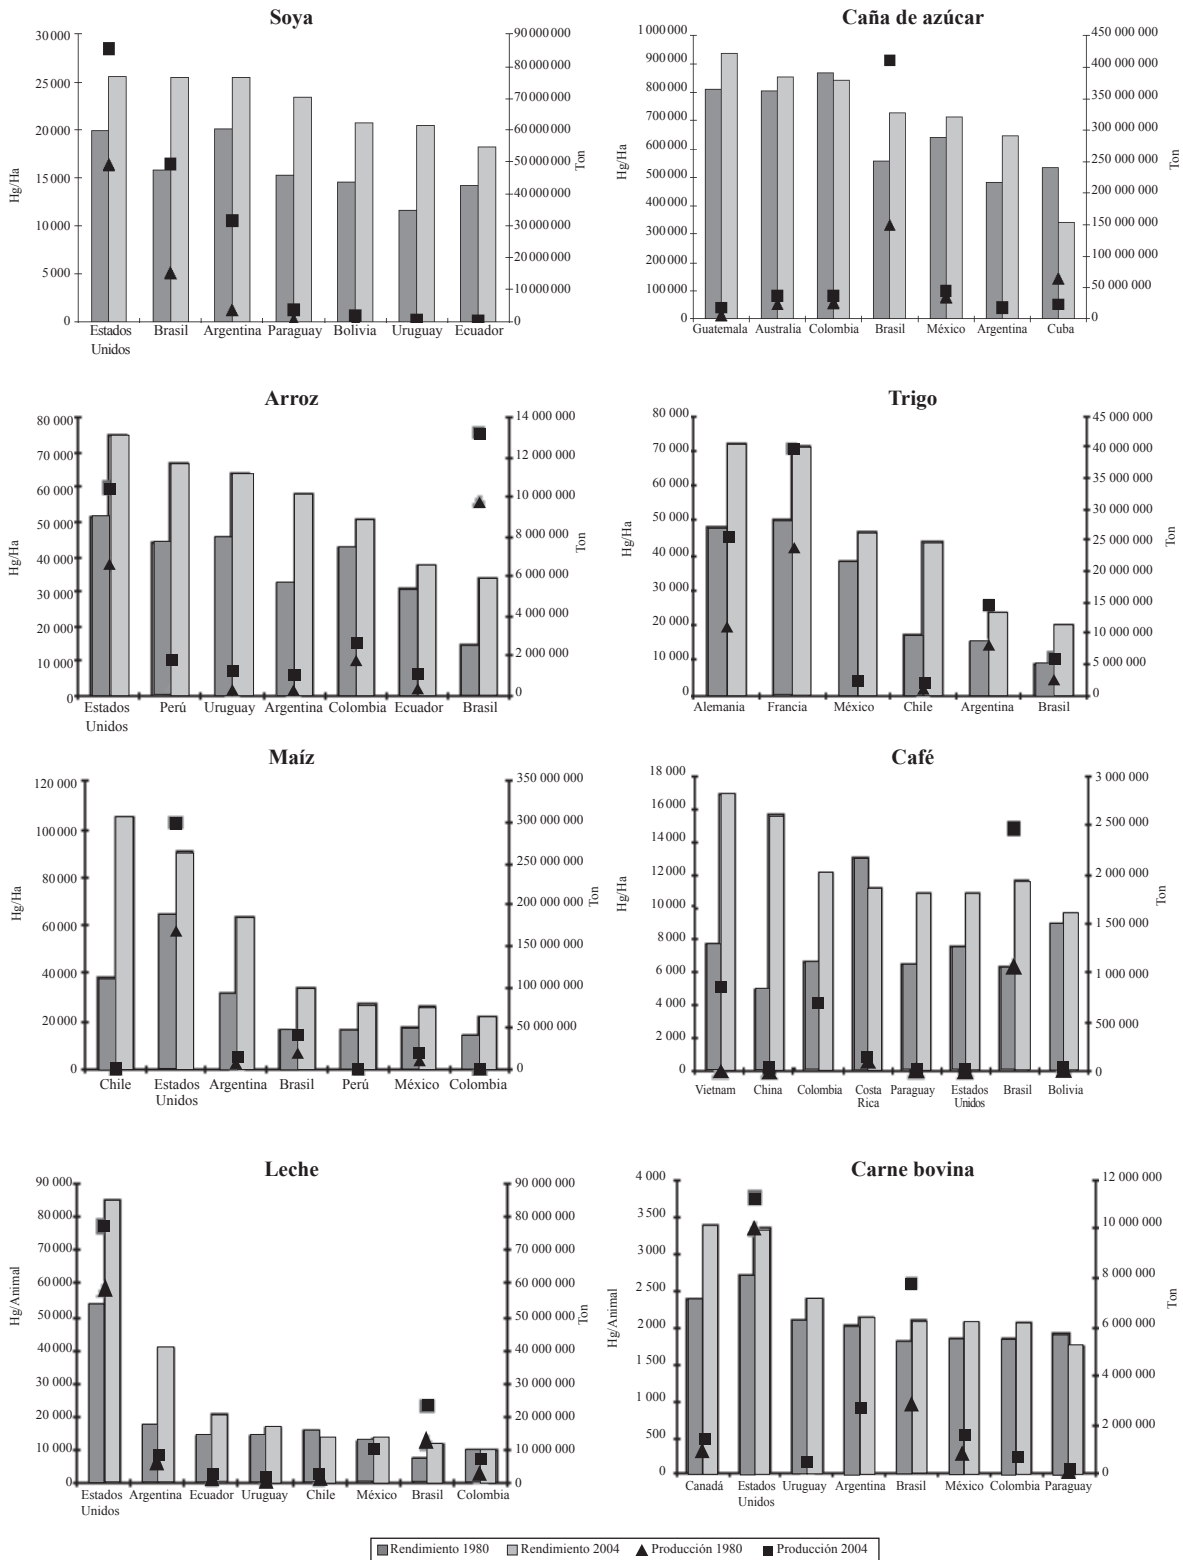 Soya
30 000
25 000
20 000
15 000
10 000
5 000
0
Hg/Ha
90 000 000
80 000 000
70 000 000
60 000 000
50 000 000
40 000 000
30 000 000
20 000 000
10 000 000
0
Ton
Estados Unidos
Brasil
Argentina
Paraguay
Bolivia
Uruguay
Ecuador
Caña de azúcar
1 000 000
900 000
800 000
700 000
600 000
500 000
400 000
300 000
200 000
100 000
0
Hg/Ha
450 000 000
400 000 000
350 000 000
300 000 000
250 000 000
200 000 000
150 000 000
100 000 000
50 000 000
0
Ton
Guatemala
Australia
Colombia
Brasil
México
Argentina
Cuba
Arroz
80 000
70 000
60 000
50 000
40 000
30 000
20 000
10 000
0
Hg/Ha
14 000 000
12 000 000
10 000 000
8 000 000
6 000 000
4 000 000
2 000 000
0
Ton
Estados
Unidos
Perú
Uruguay
Argentina
Colombia
Ecuador
Brasil
Trigo
80 000
70 000
60 000
50 000
40 000
30 000
20 000
10 000
0
Hg/Ha
45 000 000
40 000 000
35 000 000
30 000 000
25 000 000
20 000 000
15 000 000
10 000 000
5 000 000
0
Ton
Alemania
Francia
México
Chile
Argentina
Brasil
Maíz
120 000
100 000
80 000
60 000
40 000
20 000
0
Hg/Ha
350 000 000
300 000 000
250 000 000
200 000 000
150 000 000
100 000 000
50 000 000
0
Ton
Chile
Estados
Unidos
Argentina
Brasil
Perú
México
Colombia
Café
18 000
16 000
14 000
12 000
10 000
8 000
6 000
4 000
2 000
0
Hg/Ha
3 000 000
2 500 000
2 000 000
1 500 000
1 000 000
500 000
0
Ton
Vietnam
China
Colombia
Costa
Rica
Paraguay
Estados
Unidos
Brasil
Bolivia
Leche
90 000
80 000
70 000
60 000
50 000
40 000
30 000
20 000
10 000
0
Hg/Animal
90 000 000
80 000 000
70 000 000
60 000 000
50 000 000
40 000 000
30 000 000
20 000 000
10 000 000
0
Ton
Estados
Unidos
Argentina
Ecuador
Uruguay
Chile
México
Brasil
Colombia
Carne bovina
4 000
3 500
3 000
2 500
2 000
1 500
1 000
500
0
Hg/Animal
12 000 000
10 000 000
8 000 000
6 000 000
4 000 000
2 000 000
0
Ton
Canadá
Estados
Unidos
Uruguay
Argentina
Brasil
México
Colombia
Paraguay
Rendimiento 1980
Rendimiento 2004
Producción 1980
Producción 2004